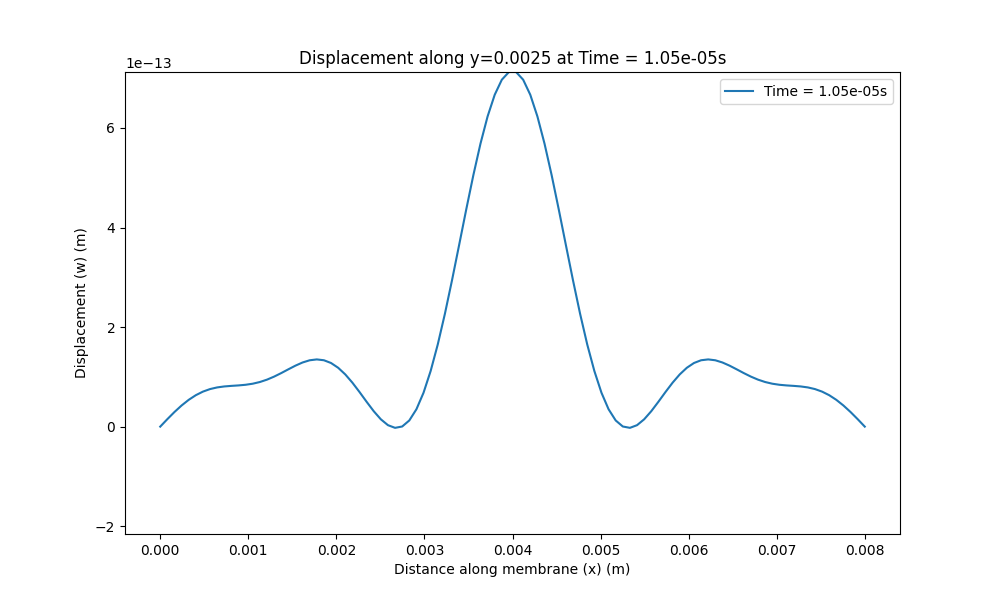 Displacement along y=0.0025 at Time = 1.05e-05s
1e−13
Time = 1.05e-05s
6
4
2
0
−2
Displacement (w) (m)
0.000 0.001 0.002 0.003 0.004 0.005 0.006 0.007 0.008
Distance along membrane (x) (m)